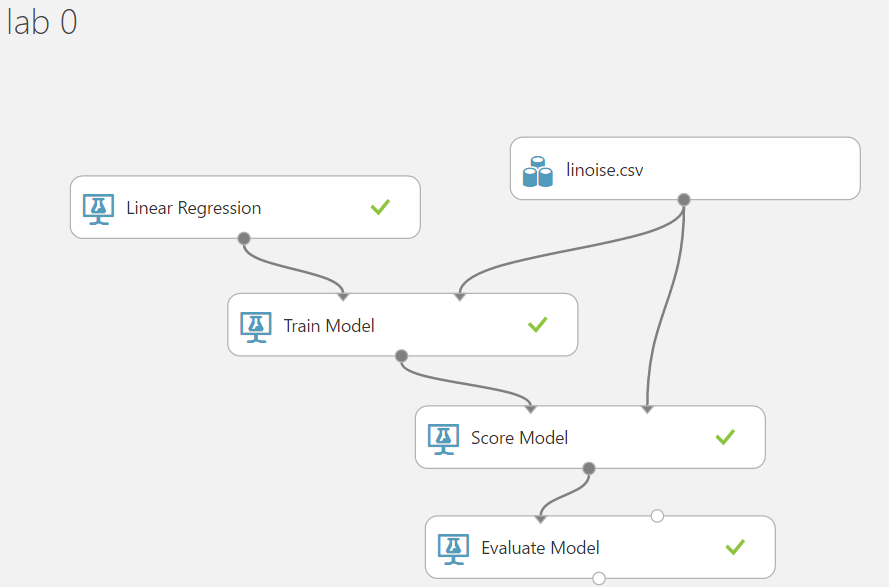 lab 0
linoise.csv
Linear Regression
Train Model
Score Model
Evaluate Model